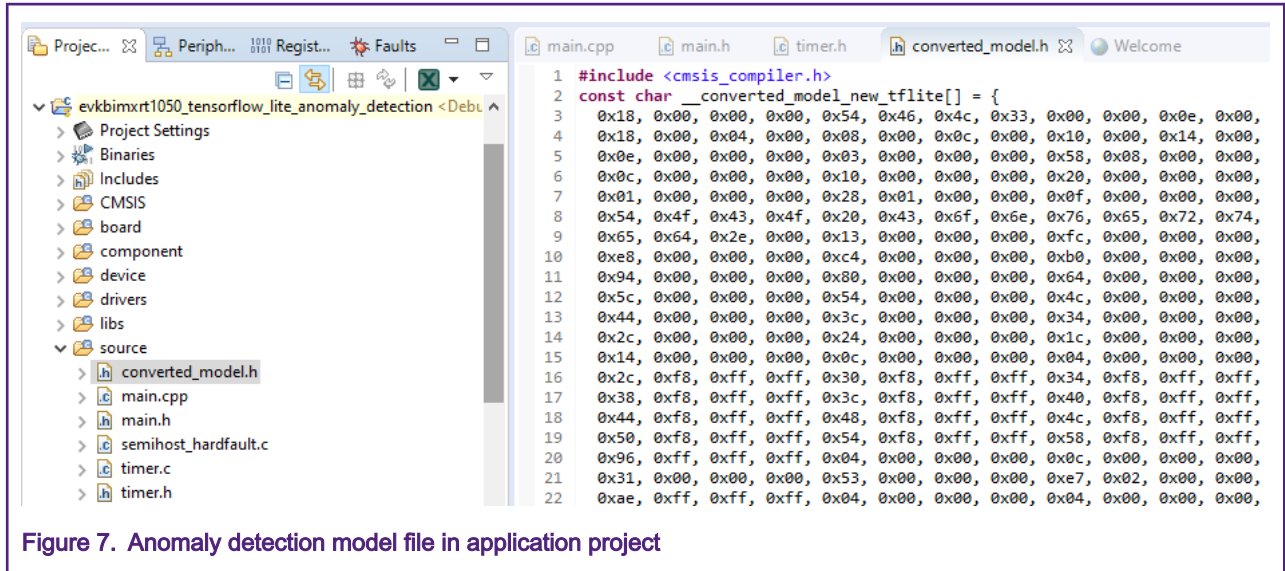 Projec... Periph... 1010 0101 Regist... Faults
evkbimxrt1050_tensorflow_lite_anomaly_detection <Debu
Project Settings
Binaries
Includes
CMSIS
board
component
device
drivers
libs
source
.h converted_model.h
.c main.cpp
.h main.h
.c semihost_hardfault.c
.c timer.c
.h timer.h
.c main.cpp .c main.h .c timer.h .h converted_model.h Welcome
1 #include <cmsis_compiler.h>
2 const char __converted_model_new_tflite[] = {
3 0x18, 0x00, 0x00, 0x00, 0x54, 0x46, 0x4c, 0x33, 0x00, 0x00, 0x0e, 0x00,
4 0x18, 0x00, 0x04, 0x00, 0x08, 0x00, 0x0c, 0x00, 0x10, 0x00, 0x14, 0x00,
5 0x0e, 0x00, 0x00, 0x00, 0x03, 0x00, 0x00, 0x00, 0x58, 0x08, 0x00, 0x00,
6 0x0c, 0x00, 0x00, 0x00, 0x10, 0x00, 0x00, 0x00, 0x20, 0x00, 0x00, 0x00,
7 0x01, 0x00, 0x00, 0x00, 0x28, 0x01, 0x00, 0x00, 0x0f, 0x00, 0x00, 0x00,
8 0x54, 0x4f, 0x43, 0x4f, 0x20, 0x43, 0x6f, 0x6e, 0x76, 0x65, 0x72, 0x74,
9 0x65, 0x64, 0x2e, 0x00, 0x13, 0x00, 0x00, 0x00, 0xfc, 0x00, 0x00, 0x00,
10 0xe8, 0x00, 0x00, 0x00, 0xc4, 0x00, 0x00, 0x00, 0xb0, 0x00, 0x00, 0x00,
11 0x94, 0x00, 0x00, 0x00, 0x80, 0x00, 0x00, 0x00, 0x64, 0x00, 0x00, 0x00,
12 0x5c, 0x00, 0x00, 0x00, 0x54, 0x00, 0x00, 0x00, 0x4c, 0x00, 0x00, 0x00,
13 0x44, 0x00, 0x00, 0x00, 0x3c, 0x00, 0x00, 0x00, 0x34, 0x00, 0x00, 0x00,
14 0x2c, 0x00, 0x00, 0x00, 0x24, 0x00, 0x00, 0x00, 0x1c, 0x00, 0x00, 0x00,
15 0x14, 0x00, 0x00, 0x00, 0x0c, 0x00, 0x00, 0x00, 0x04, 0x00, 0x00, 0x00,
16 0x2c, 0xf8, 0xff, 0xff, 0x30, 0xf8, 0xff, 0xff, 0x34, 0xf8, 0xff, 0xff,
17 0x38, 0xf8, 0xff, 0xff, 0x3c, 0xf8, 0xff, 0xff, 0x40, 0xf8, 0xff, 0xff,
18 0x44, 0xf8, 0xff, 0xff, 0x48, 0xf8, 0xff, 0xff, 0x4c, 0xf8, 0xff, 0xff,
19 0x50, 0xf8, 0xff, 0xff, 0x54, 0xf8, 0xff, 0xff, 0x58, 0xf8, 0xff, 0xff,
20 0x96, 0xff, 0xff, 0xff, 0x04, 0x00, 0x00, 0x00, 0x0c, 0x00, 0x00, 0x00,
21 0x31, 0x00, 0x00, 0x00, 0x53, 0x00, 0x00, 0x00, 0xe7, 0x02, 0x00, 0x00,
22 0xae, 0xff, 0xff, 0xff, 0x04, 0x00, 0x00, 0x00, 0x04, 0x00, 0x00, 0x00,
Figure 7. Anomaly detection model file in application project